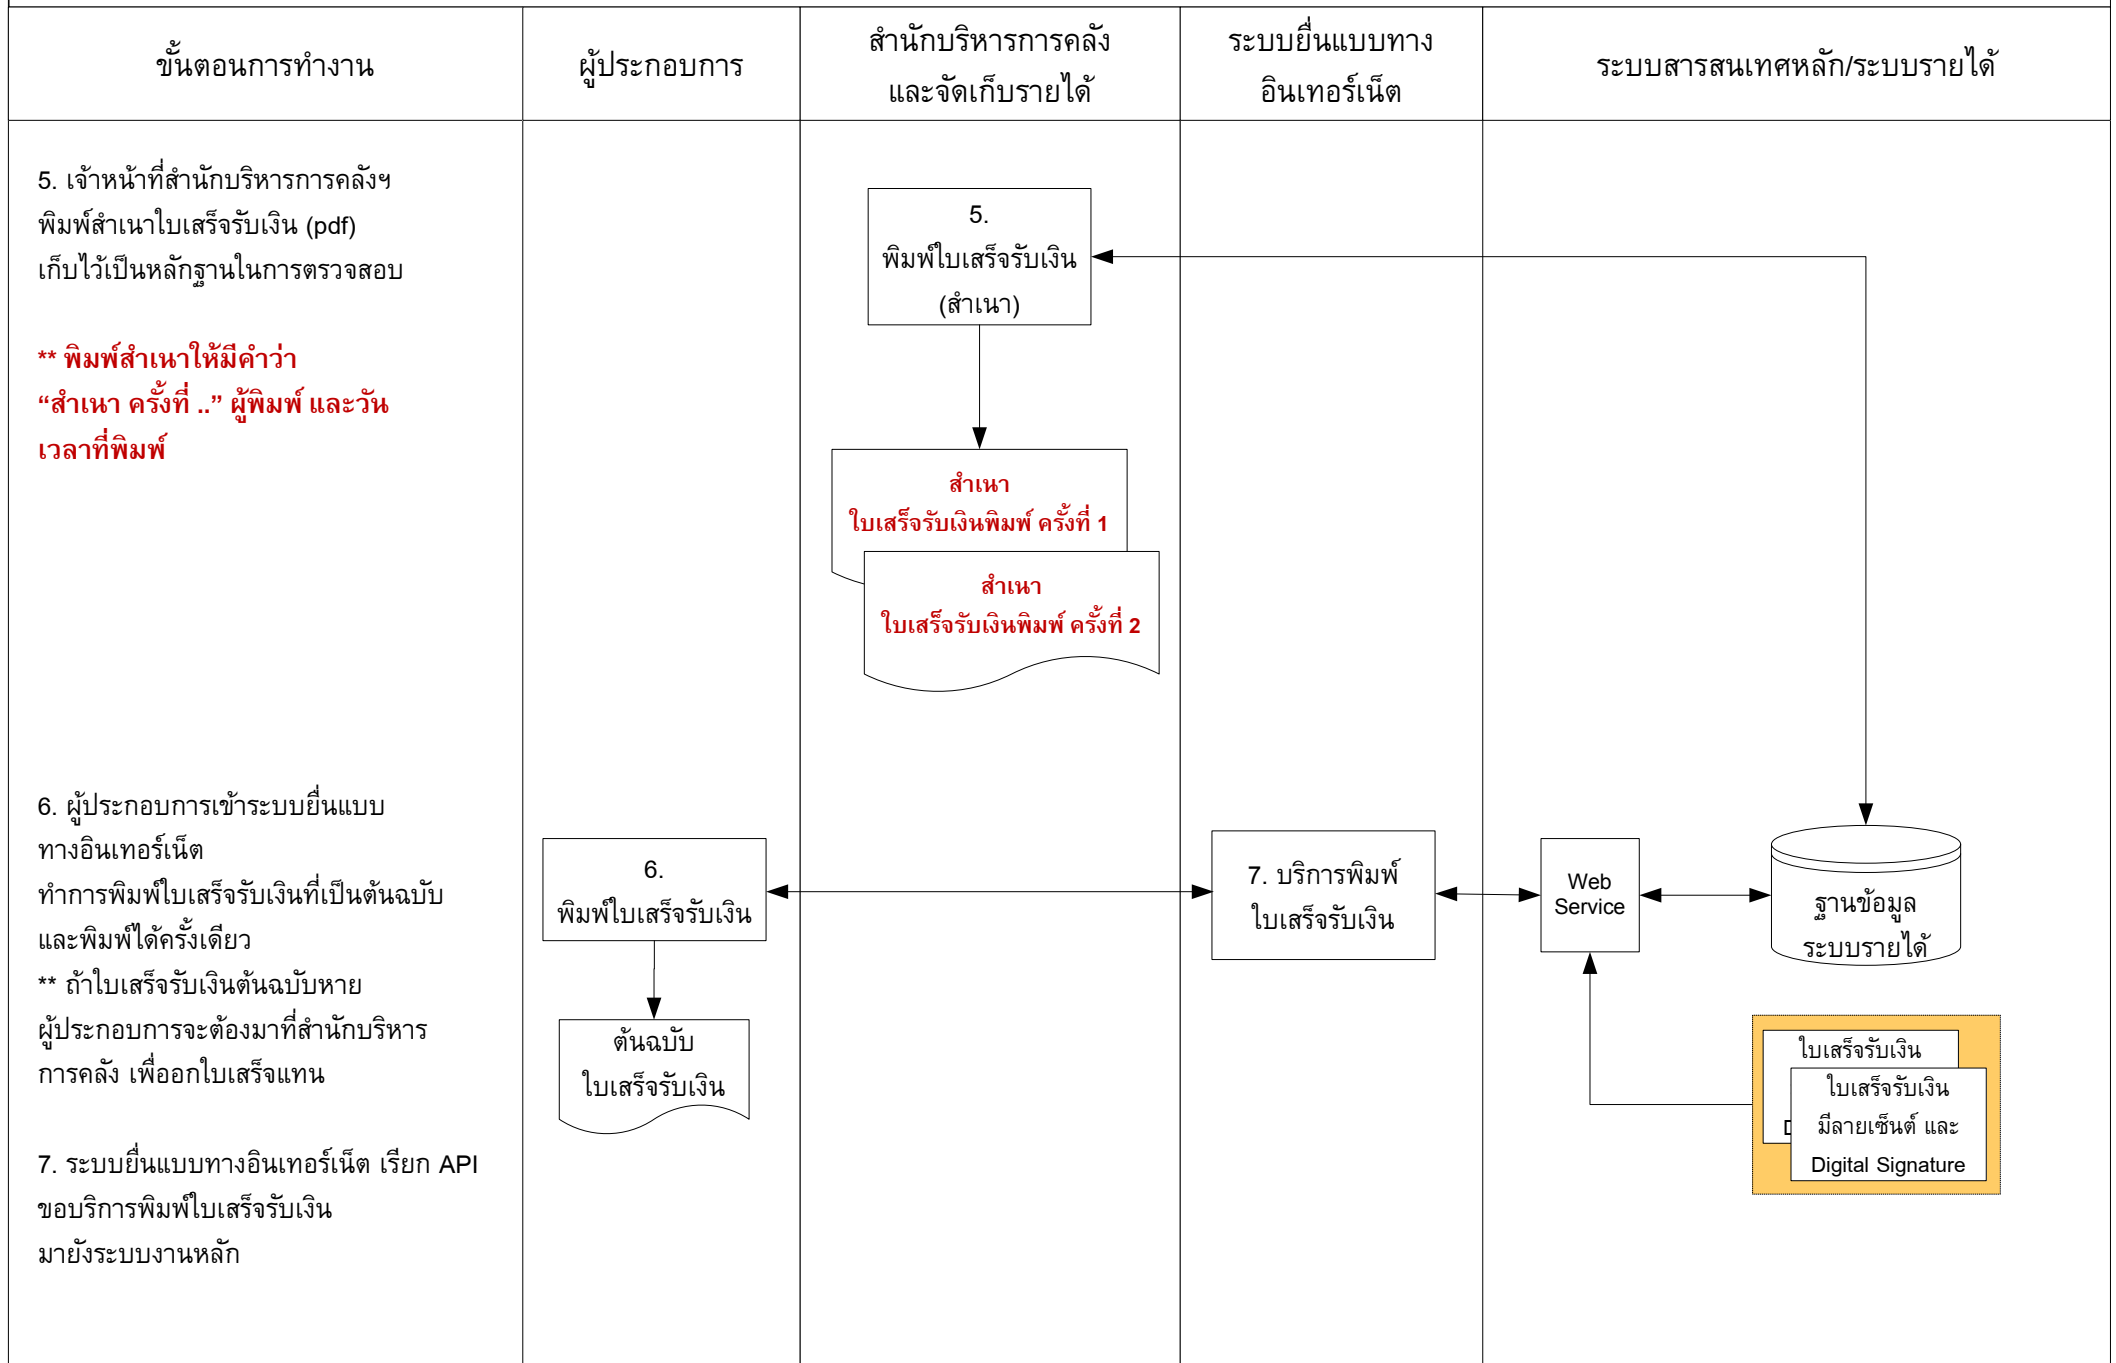 ขั้นตอนการทำงาน
ผู้ประกอบการ
สำนักบริหารการคลัง
และจัดเก็บรายได้
ระบบยื่นแบบทาง
อินเทอร์เน็ต
ระบบสารสนเทศหลัก/ระบบรายได้
5. เจ้าหน้าที่สำนักบริหารการคลังฯ
พิมพ์สำเนาใบเสร็จรับเงิน (pdf)
เก็บไว้เป็นหลักฐานในการตรวจสอบ
** พิมพ์สำเนาให้มีคำว่า
“สำเนา ครั้งที่ ..” ผู้พิมพ์ และวัน
เวลาที่พิมพ์
5.
พิมพ์ใบเสร็จรับเงิน
(สำเนา)
สำเนา
ใบเสร็จรับเงินพิมพ์ ครั้งที่ 1
สำเนา
ใบเสร็จรับเงินพิมพ์ ครั้งที่ 2
6. ผู้ประกอบการเข้าระบบยื่นแบบ
ทางอินเทอร์เน็ต
ทำการพิมพ์ใบเสร็จรับเงินที่เป็นต้นฉบับ
และพิมพ์ได้ครั้งเดียว
** ถ้าใบเสร็จรับเงินต้นฉบับหาย
ผู้ประกอบการจะต้องมาที่สำนักบริหาร
การคลัง เพื่อออกใบเสร็จแทน
7. ระบบยื่นแบบทางอินเทอร์เน็ต เรียก API
ขอบริการพิมพ์ใบเสร็จรับเงิน
มายังระบบงานหลัก
6.
พิมพ์ใบเสร็จรับเงิน
ต้นฉบับ
ใบเสร็จรับเงิน
7. บริการพิมพ์
ใบเสร็จรับเงิน
Web
Service
ฐานข้อมูล
ระบบรายได้
ใบเสร็จรับเงิน
ใบเสร็จรับเงิน
มีลายเซ็นต์ และ
Digital Signature